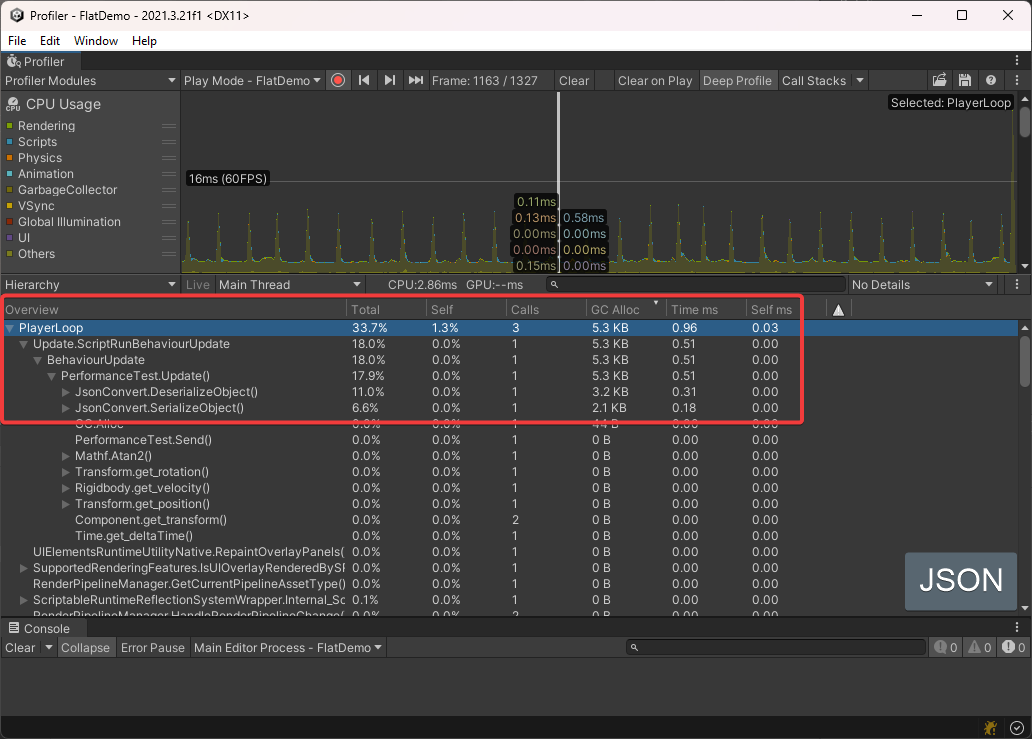 Profiler - FlatDemo - 2021.3.21f1 <DX11>
File Edit Window Help
Profiler
Profiler Modules Play Mode - FlatDemo Frame: 1163 / 1327 Clear Clear on Play Deep Profile Call Stacks
CPU Usage
Selected: PlayerLoop
Rendering
Scripts
Physics
Animation
GarbageCollector
VSync
Global Illumination
UI
Others
16ms (60FPS)
0.11ms
0.13ms 0.58ms
0.00ms 0.00ms
0.00ms 0.00ms
0.15ms 0.00ms
Hierarchy Live Main Thread CPU:2.86ms GPU:--ms No Details
Overview Total Self Calls GC Alloc Time ms Self ms
PlayerLoop 33.7% 1.3% 3 5.3 KB 0.96 0.03
Update.ScriptRunBehaviourUpdate 18.0% 0.0% 1 5.3 KB 0.51 0.00
BehaviourUpdate 18.0% 0.0% 1 5.3 KB 0.51 0.00
PerformanceTest.Update() 17.9% 0.0% 1 5.3 KB 0.51 0.00
JsonConvert.DeserializeObject() 11.0% 0.0% 1 3.2 KB 0.31 0.00
JsonConvert.SerializeObject() 6.6% 0.0% 1 2.1 KB 0.18 0.00
GC.Alloc 0.0% 0.0% 1 44 B 0.00 0.00
PerformanceTest.Send() 0.0% 0.0% 1 0 B 0.00 0.00
Mathf.Atan2() 0.0% 0.0% 1 0 B 0.00 0.00
Transform.get_rotation() 0.0% 0.0% 1 0 B 0.00 0.00
Rigidbody.get_velocity() 0.0% 0.0% 1 0 B 0.00 0.00
Transform.get_position() 0.0% 0.0% 1 0 B 0.00 0.00
Component.get_transform() 0.0% 0.0% 2 0 B 0.00 0.00
Time.get_deltaTime() 0.0% 0.0% 1 0 B 0.00 0.00
UIElementsRuntimeUtilityNative.RepaintOverlayPanels( 0.0% 0.0% 1 0 B 0.00 0.00
SupportedRenderingFeatures.IsUIOverlayRenderedBySR 0.0% 0.0% 1 0 B 0.00 0.00
RenderPipelineManager.GetCurrentPipelineAssetType() 0.0% 0.0% 1 0 B 0.00 0.00
ScriptableRuntimeReflectionSystemWrapper.Internal_Sc 0.1% 0.0% 1 0 B 0.00 0.00
RenderPipelineManager.HandleRenderPipelineChange( 0.0% 0.0% 2 0 B 0.00 0.00
JSON
Console
Clear Collapse Error Pause Main Editor Process - FlatDemo 0 0 0